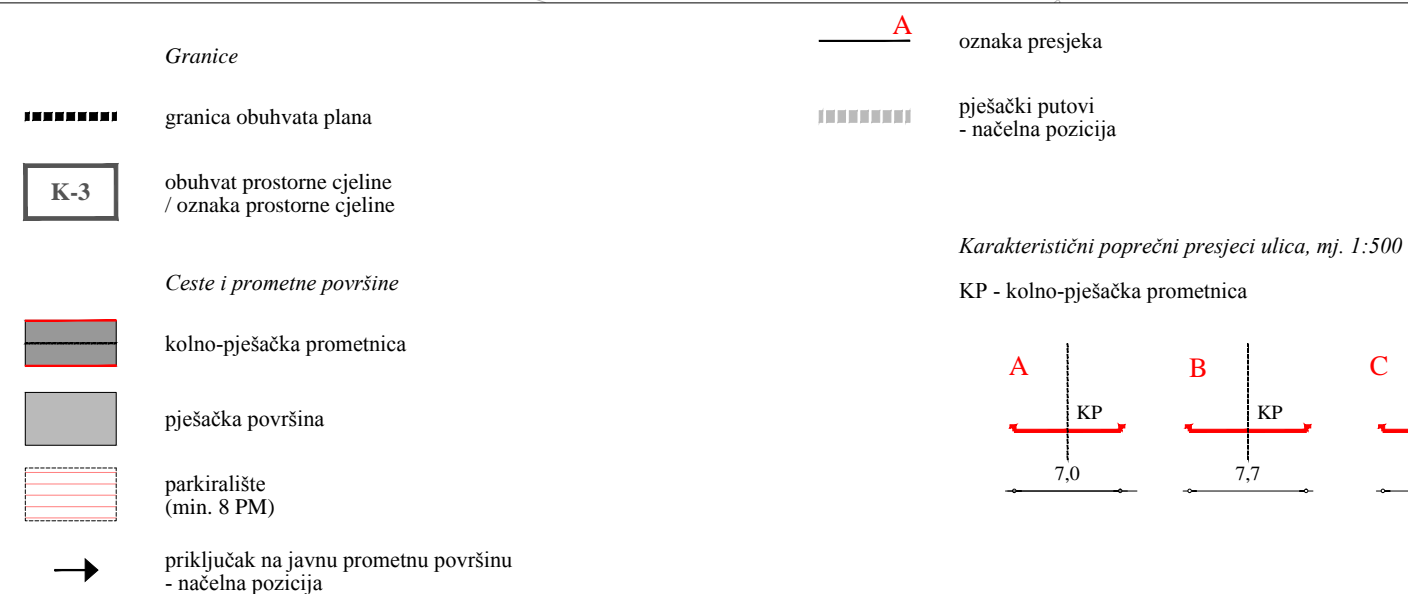 Granice
granica obuhvata plana
K-3
obuhvat prostorne cjeline
/ oznaka prostorne cjeline
Ceste i prometne površine
kolno-pješačka prometnica
pješačka površina
parkiralište
(min. 8 PM)
priključak na javnu prometnu površinu
- načelna pozicija
A
oznaka presjeka
pješački putovi
- načelna pozicija
Karakteristični poprečni presjeci ulica, mj. 1:500
KP - kolno-pješačka prometnica
A
KP
7,0
B
KP
7,7
C